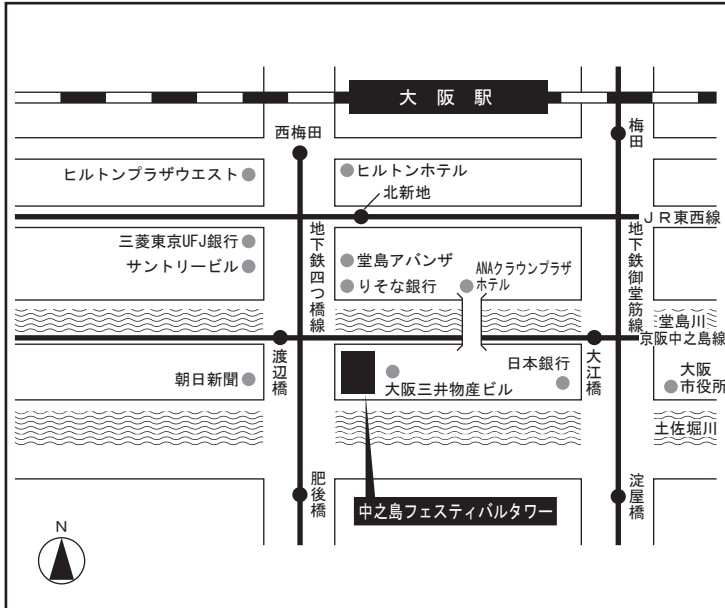 大阪駅
西梅田
梅田
ヒルトンプラザウエスト
ヒルトンホテル
北新地
JR東西線
三菱東京UFJ銀行
サントリービル
地下鉄四つ橋線
堂島アバンザ
りそな銀行
ANAクラウンプラザ
ホテル
地下鉄御堂筋線
堂島川
京阪中之島線
渡辺橋
大江橋
朝日新聞
大阪三井物産ビル
日本銀行
大阪
市役所
土佐堀川
肥後橋
淀屋橋
中之島フェスティバルタワー
N